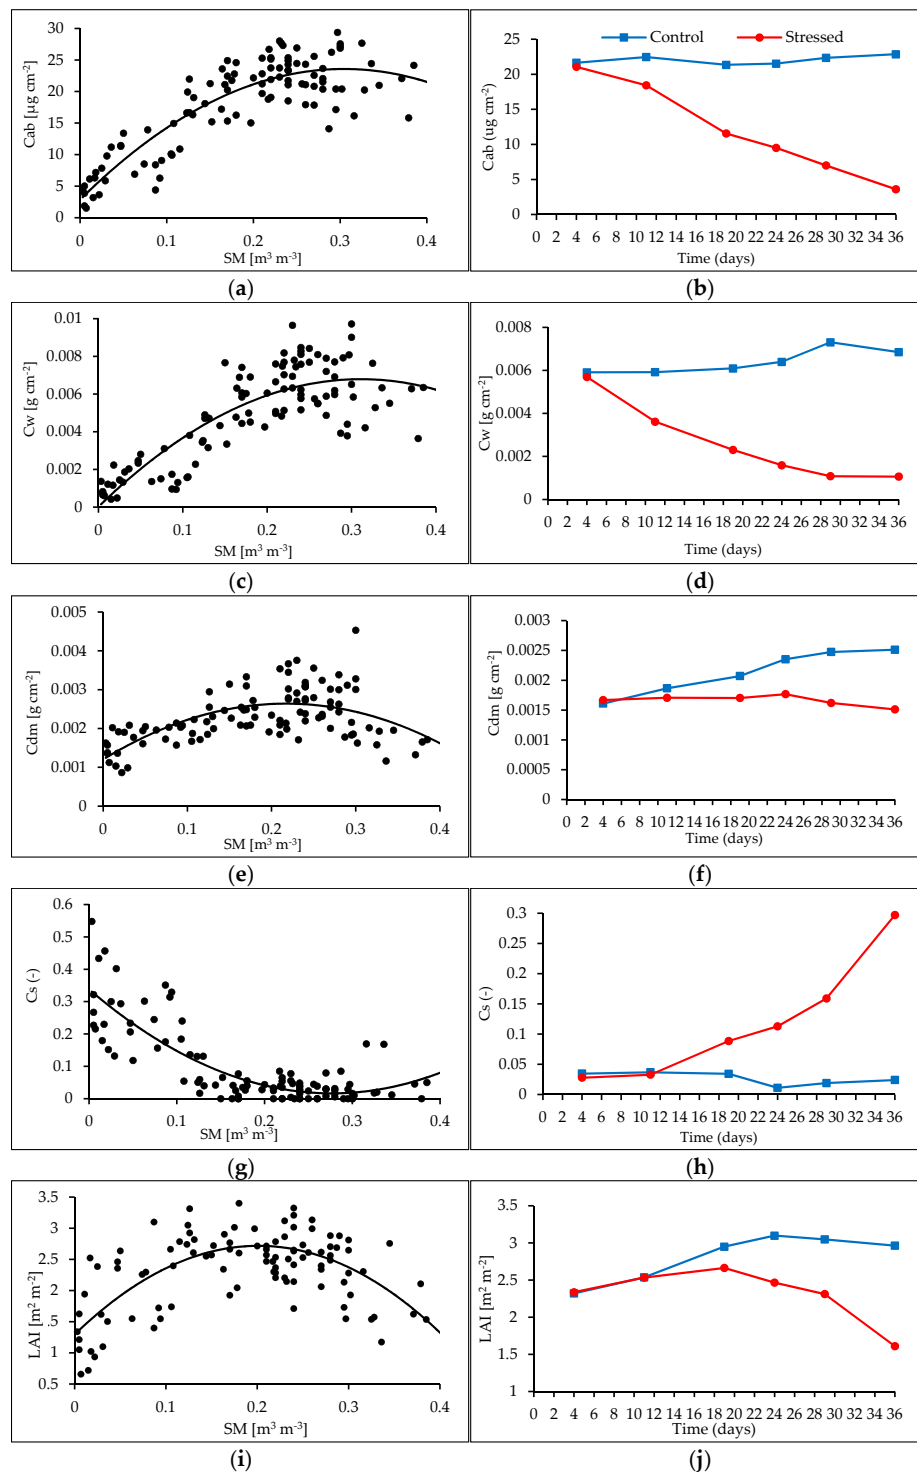 30
25
20
15
10
5
0
Cab [µg cm⁻²]
0 0.1 0.2 0.3 0.4
SM [m³ m⁻³]
(a)
Control Stressed
25
20
15
10
5
0
Cab (ug cm⁻²)
0 2 4 6 8 10 12 14 16 18 20 22 24 26 28 30 32 34 36
Time (days)
(b)
0.01
0.008
0.006
0.004
0.002
0
Cw [g cm⁻²]
0 0.1 0.2 0.3 0.4
SM [m³ m⁻³]
(c)
0.008
0.006
0.004
0.002
0
Cw [g cm⁻²]
0 2 4 6 8 10 12 14 16 18 20 22 24 26 28 30 32 34 36
Time (days)
(d)
0.005
0.004
0.003
0.002
0.001
0
Cdm [g cm⁻²]
0 0.1 0.2 0.3 0.4
SM [m³ m⁻³]
(e)
0.003
0.0025
0.002
0.0015
0.001
0.0005
0
Cdm [g cm⁻²]
0 2 4 6 8 10 12 14 16 18 20 22 24 26 28 30 32 34 36
Time (days)
(f)
0.6
0.5
0.4
0.3
0.2
0.1
0
Cs (-)
0 0.1 0.2 0.3 0.4
SM [m³ m⁻³]
(g)
0.3
0.25
0.2
0.15
0.1
0.05
0
Cs (-)
0 2 4 6 8 10 12 14 16 18 20 22 24 26 28 30 32 34 36
Time (days)
(h)
3.5
3
2.5
2
1.5
1
0.5
LAI [m² m⁻²]
0 0.1 0.2 0.3 0.4
SM [m³ m⁻³]
(i)
3.5
3
2.5
2
1.5
1
LAI [m² m⁻²]
0 2 4 6 8 10 12 14 16 18 20 22 24 26 28 30 32 34 36
Time (days)
(j)